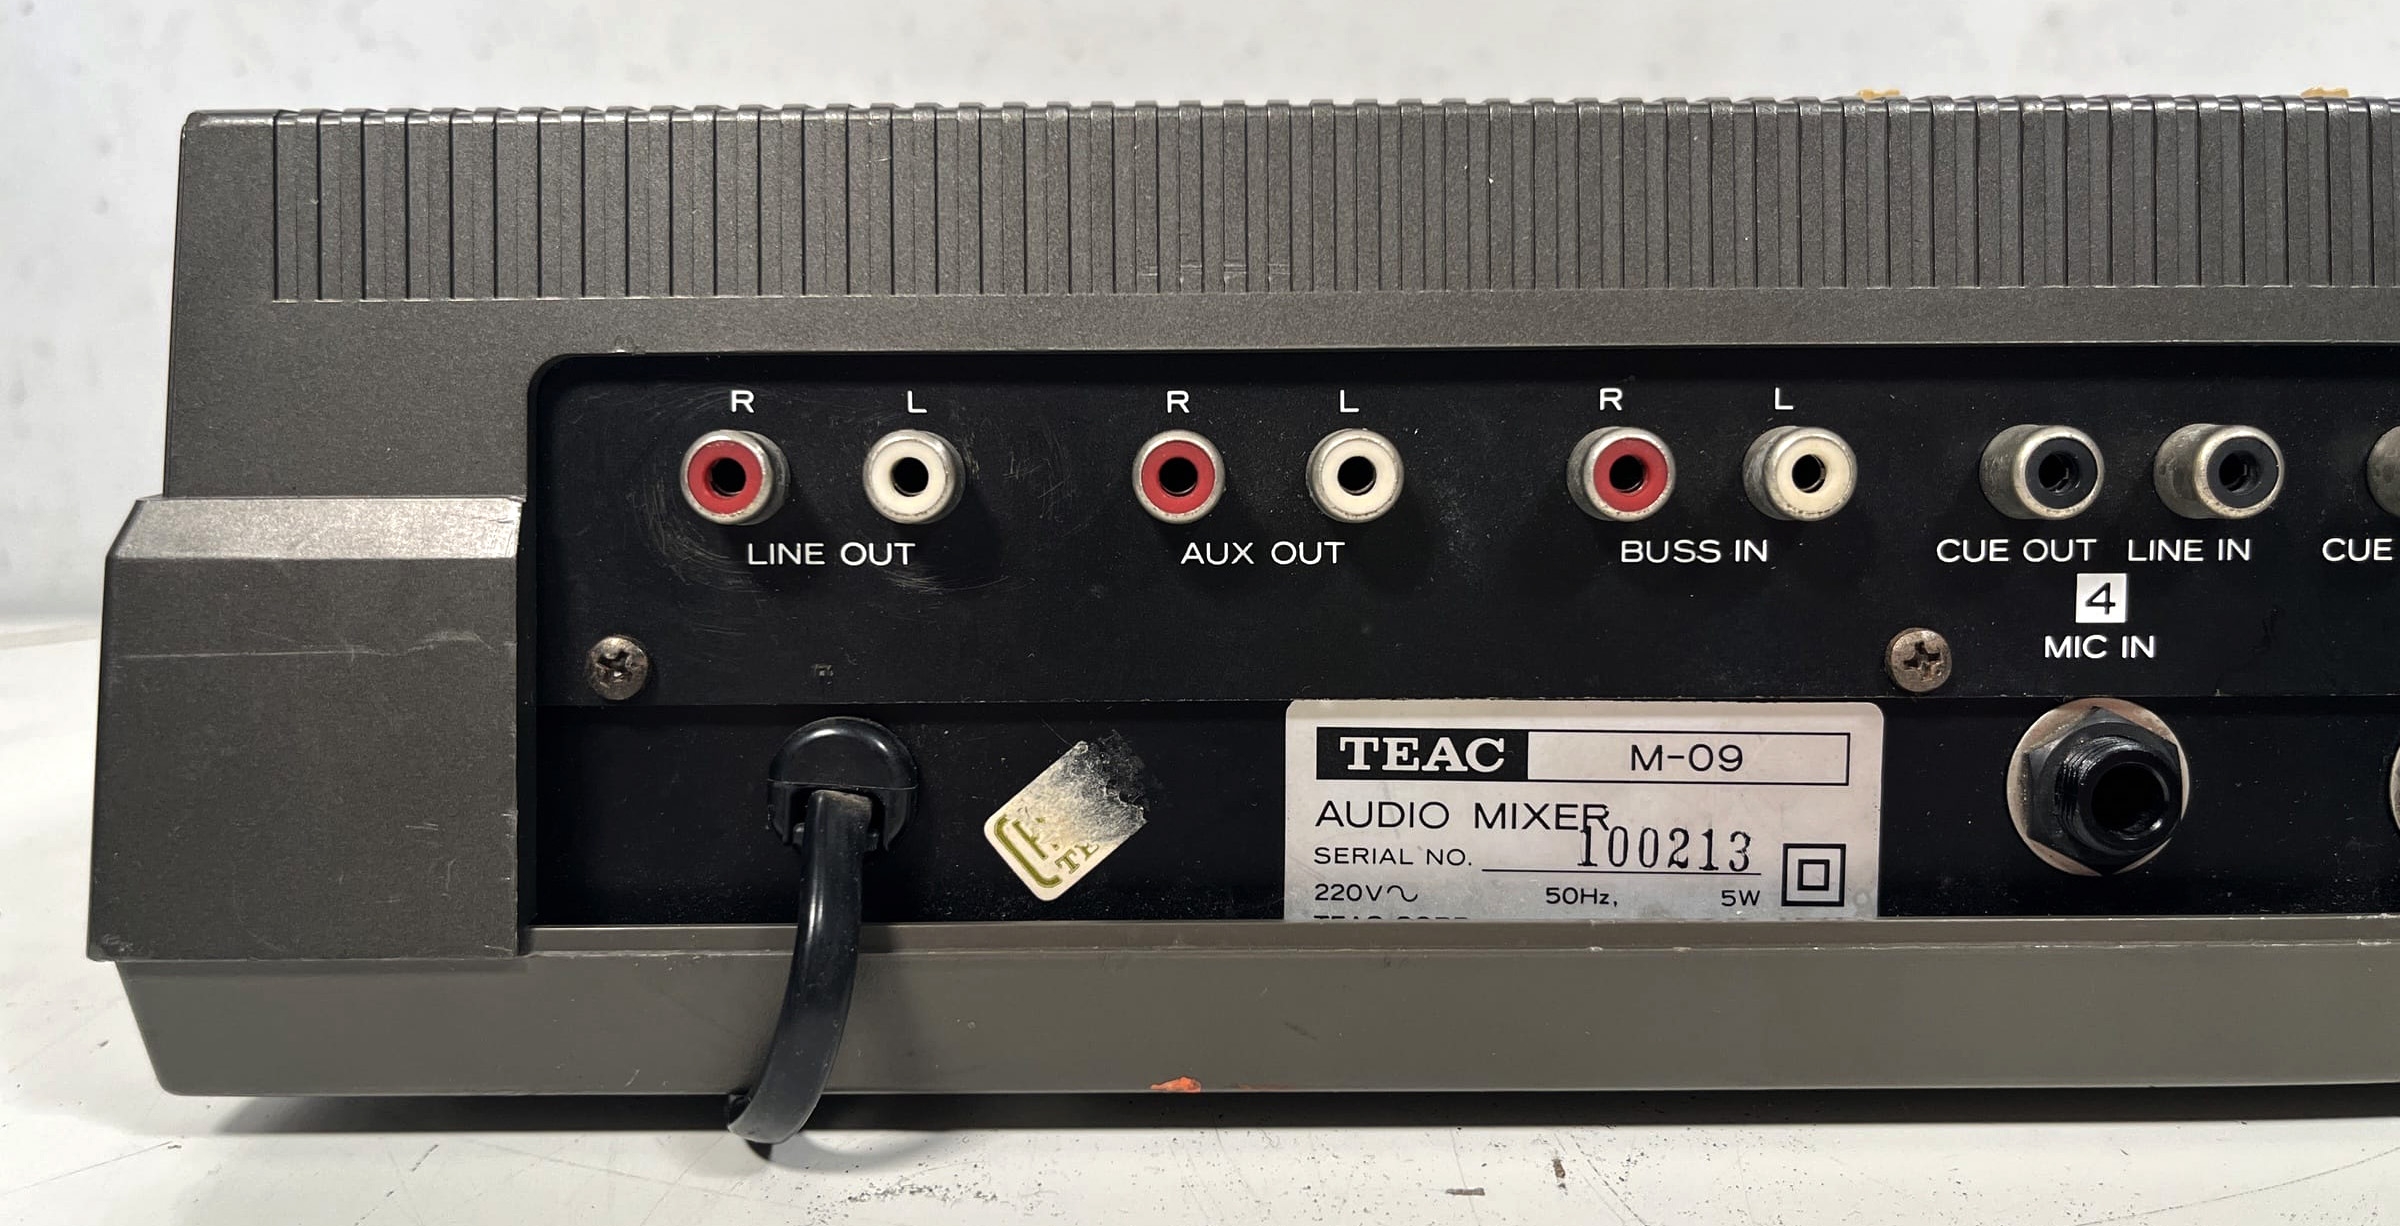 R L R L R L
LINE OUT AUX OUT BUSS IN CUE OUT LINE IN CUE
4
MIC IN
TEAC M-09
AUDIO MIXER
SERIAL NO. 100213
220V~ 50Hz, 5W